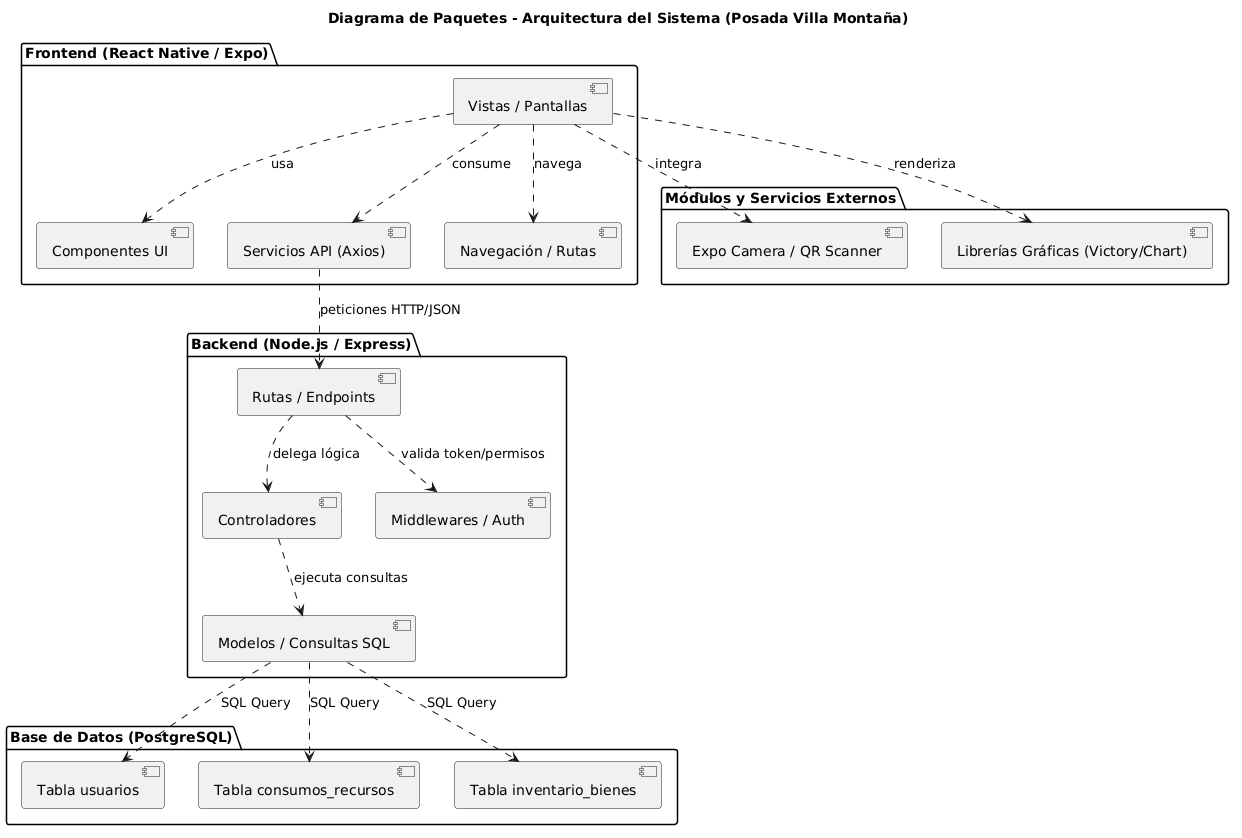 Diagrama de Paquetes - Arquitectura del Sistema (Posada Villa Montaña)
Frontend (React Native / Expo)
Vistas / Pantallas
usa
consume
navega
integra
renderiza
Módulos y Servicios Externos
Componentes UI
Servicios API (Axios)
Navegación / Rutas
Expo Camera / QR Scanner
Librerías Gráficas (Victory/Chart)
peticiones HTTP/JSON
Backend (Node.js / Express)
Rutas / Endpoints
delega lógica
valida token/permisos
Controladores
Middlewares / Auth
ejecuta consultas
Modelos / Consultas SQL
SQL Query
SQL Query
SQL Query
Base de Datos (PostgreSQL)
Tabla usuarios
Tabla consumos_recursos
Tabla inventario_bienes